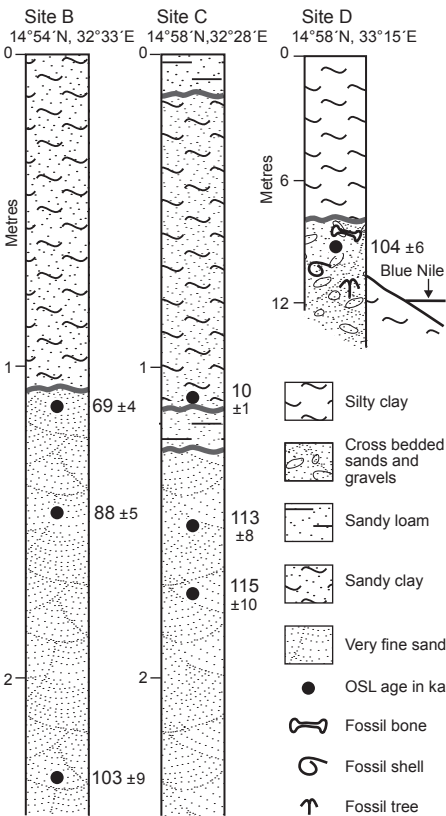 Site B
14°54´N, 32°33´E
Site C
14°58´N,32°28´E
Site D
14°58´N, 33°15´E
0
0
0
Metres
Metres
6
104 ±6
Blue Nile
12
1
1
69 ±4
10
±1
Silty clay
88 ±5
113
±8
Cross bedded
sands and
gravels
115
±10
Sandy loam
Sandy clay
2
2
Very fine sand
103 ±9
OSL age in ka
Fossil bone
Fossil shell
Fossil tree